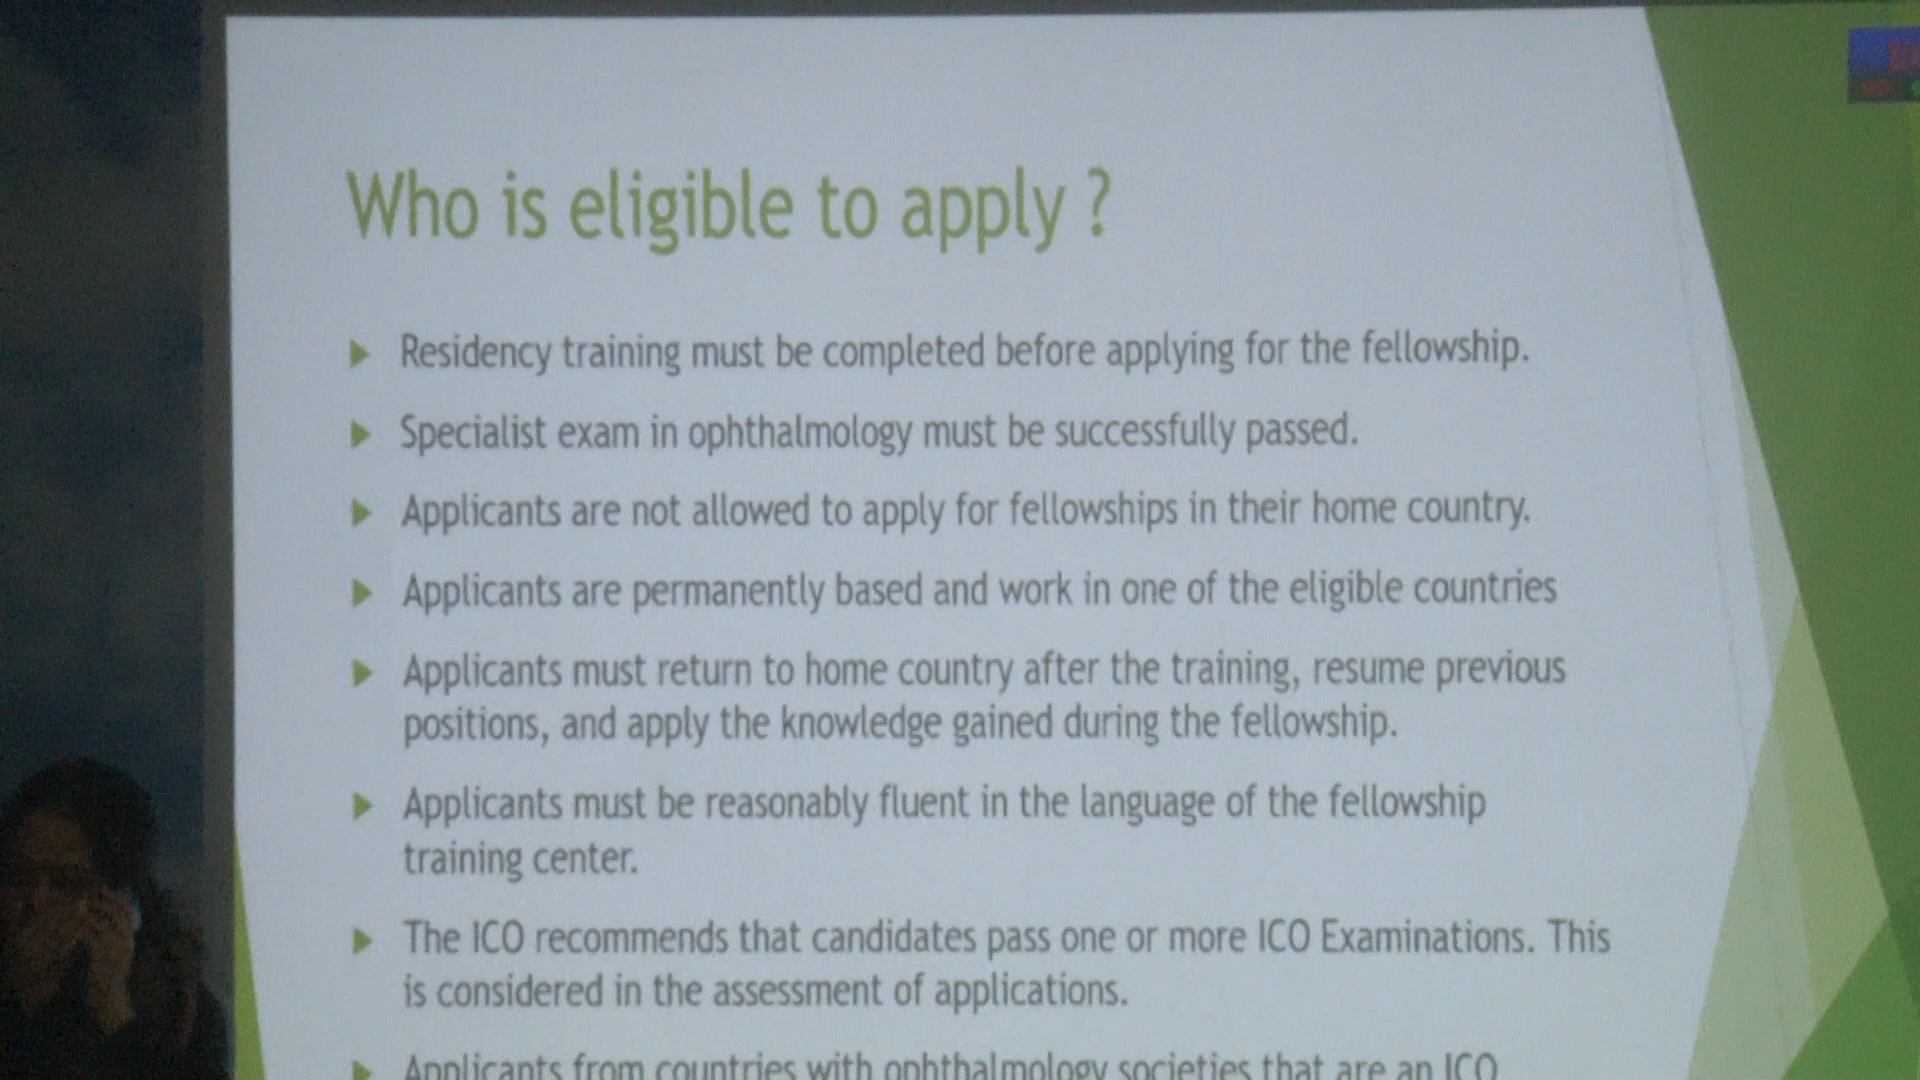 Who is eligible to apply ?
Residency training must be completed before applying for the fellowship.
Specialist exam in ophthalmology must be successfully passed.
Applicants are not allowed to apply for fellowships in their home country.
Applicants are permanently based and work in one of the eligible countries
Applicants must return to home country after the training, resume previous
positions, and apply the knowledge gained during the fellowship.
Applicants must be reasonably fluent in the language of the fellowship
training center.
The ICO recommends that candidates pass one or more ICO Examinations. This
is considered in the assessment of applications.
Applicants from countries with ophthalmology societies that are an ICO